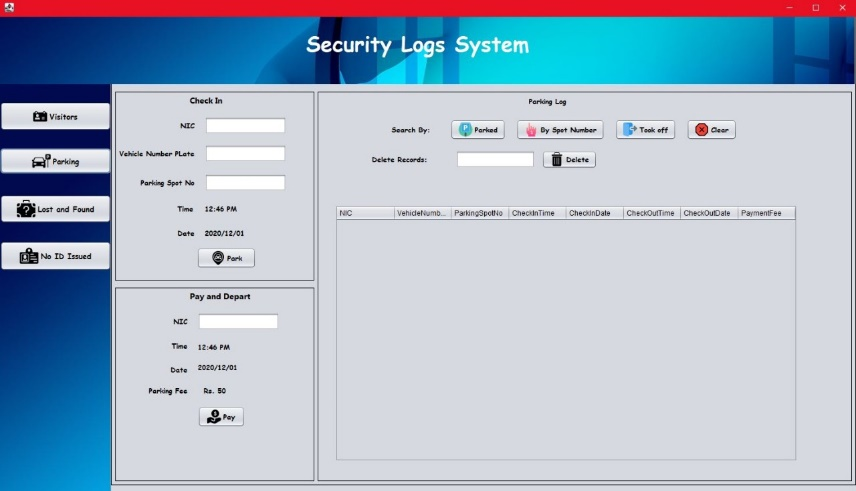 Security Logs System
Visitors
Parking
Lost and Found
No ID Issued
Check In
NIC
Vehicle Number PLate
Parking Spot No
Time 12:46 PM
Date 2020/12/01
Park
Pay and Depart
NIC
Time 12:46 PM
Date 2020/12/01
Parking Fee Rs. 50
Pay
Parking Log
Search By: Parked By Spot Number Took off Clear
Delete Records: Delete
NIC VehicleNumb... ParkingSpotNo CheckInTime CheckInDate CheckOutTime CheckOutDate PaymentFee